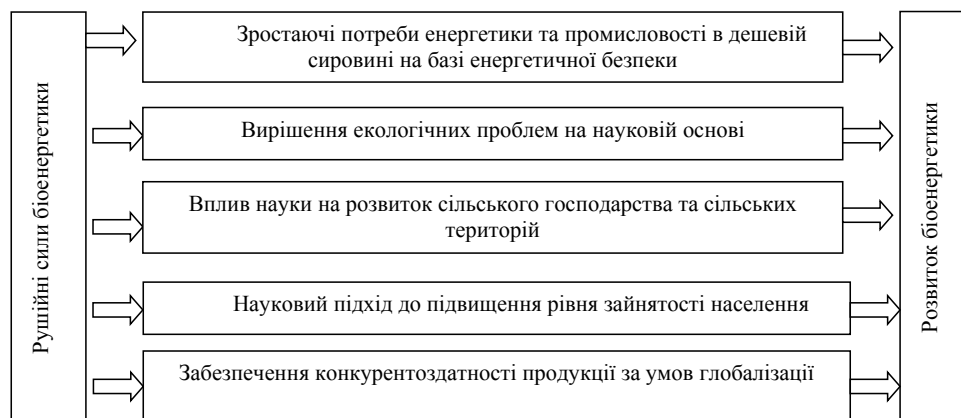 Рушійні сили біоенергетики
Зростаючі потреби енергетики та промисловості в дешевій
сировині на базі енергетичної безпеки
Вирішення екологічних проблем на науковій основі
Вплив науки на розвиток сільського господарства та сільських
територій
Науковий підхід до підвищення рівня зайнятості населення
Забезпечення конкурентоздатності продукції за умов глобалізації
Розвиток біоенергетики